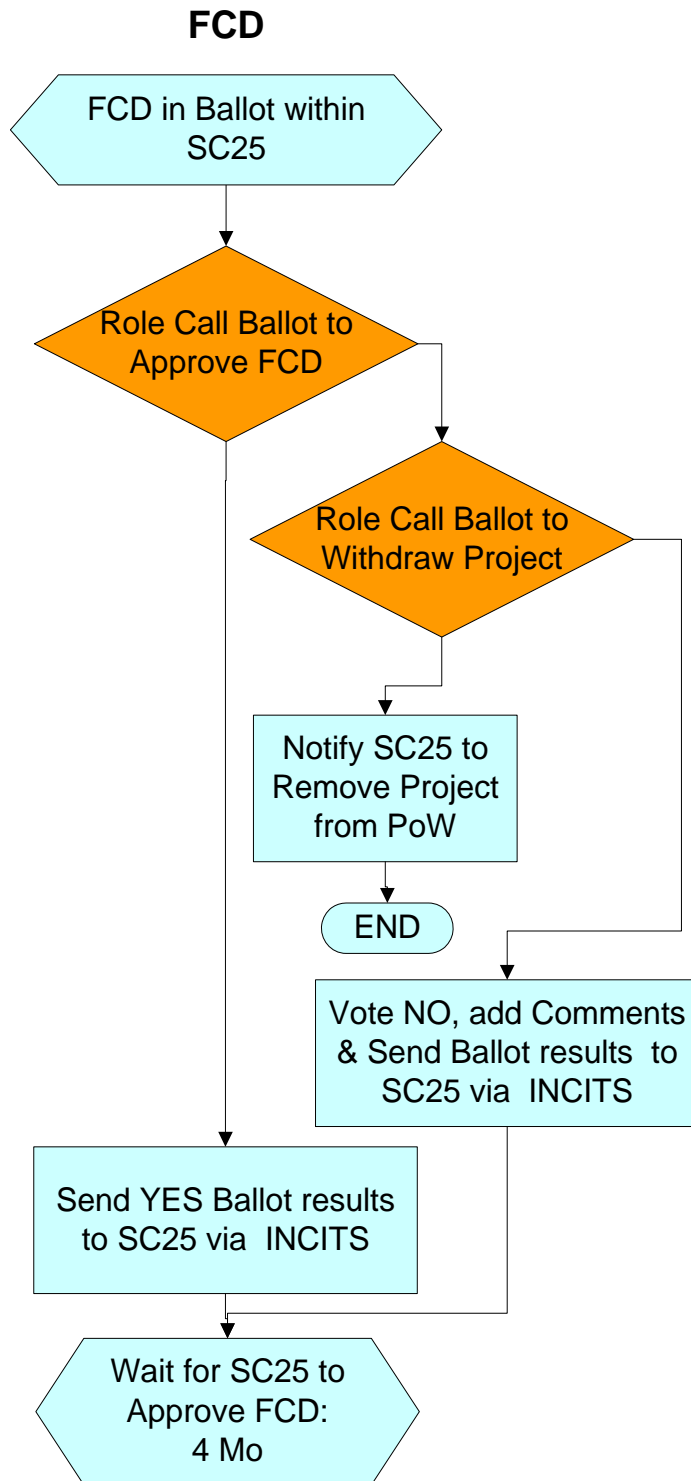 FCD
FCD in Ballot within
SC25
Role Call Ballot to
Approve FCD
Role Call Ballot to
Withdraw Project
Notify SC25 to
Remove Project
from PoW
END
Vote NO, add Comments
& Send Ballot results  to
SC25 via  INCITS
Send YES Ballot results
to SC25 via  INCITS
Wait for SC25 to
Approve FCD:
4 Mo